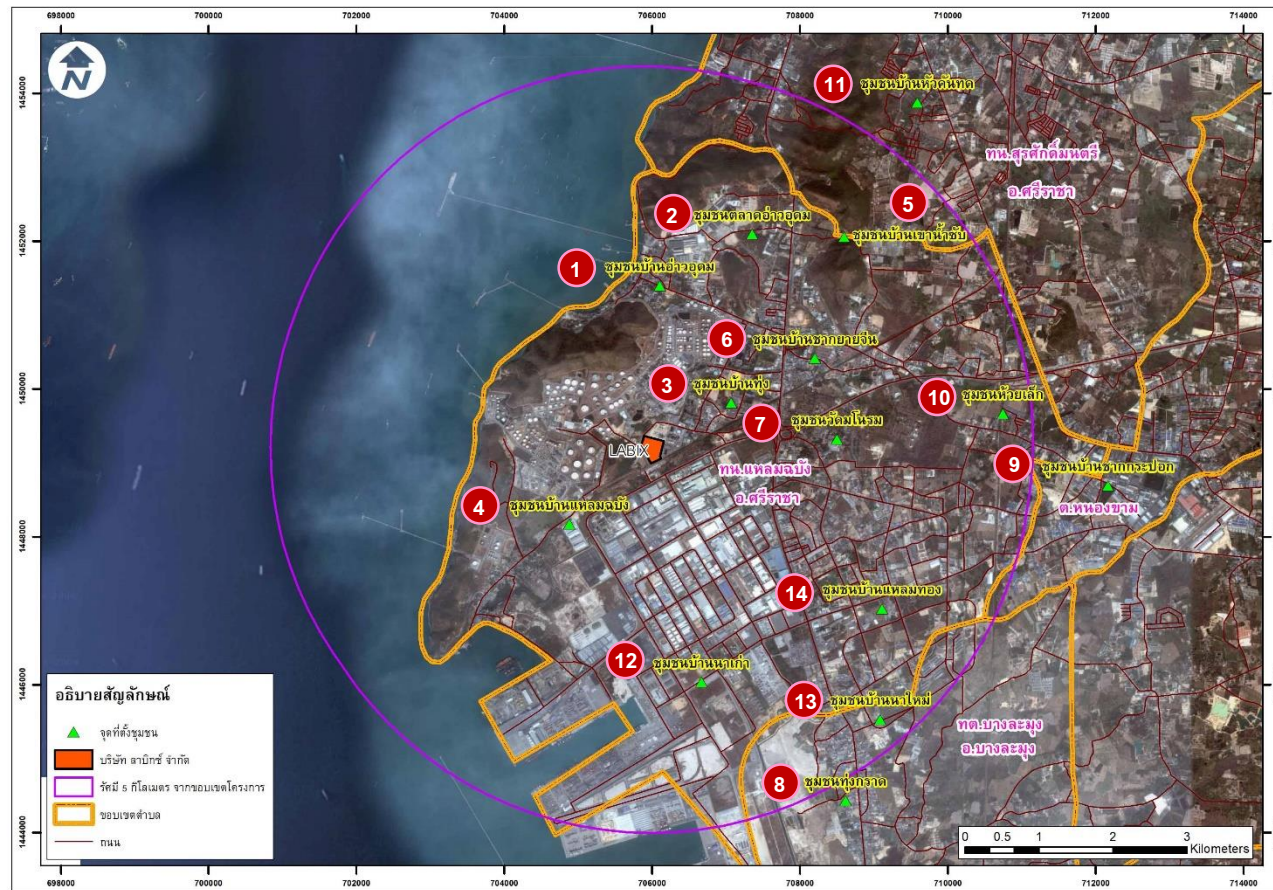 698000 700000 702000 704000 706000 708000 710000 712000 714000
1454000
1452000
1450000
1448000
1446000
1444000
N
11 ชุมชนบ้านหัวคันทด
ทน.สุรศักดิ์มนตรี
อ.ศรีราชา
5
2 ชุมชนตลาดอ่าวอุดม
ชุมชนบ้านเขาน้ำซับ
1 ชุมชนบ้านอ่าวอุดม
6 ชุมชนบ้านชากยายจีน
3 ชุมชนบ้านทุ่ง
10 ชุมชนห้วยเล็ก
7 ชุมชนวัดมโนรม
LABIX
9 ชุมชนบ้านชากกระปอก
ทน.แหลมฉบัง
อ.ศรีราชา
4 ชุมชนบ้านแหลมฉบัง
ต.หนองขาม
14 ชุมชนบ้านแหลมทอง
12 ชุมชนบ้านนาเก่า
13 ชุมชนบ้านนาใหม่
ทต.บางละมุง
อ.บางละมุง
8 ชุมชนทุ่งกราด
อธิบายสัญลักษณ์
จุดที่ตั้งชุมชน
บริษัท ลาบิกซ์ จำกัด
รัศมี 5 กิโลเมตร จากขอบเขตโครงการ
ขอบเขตตำบล
ถนน
0 0.5 1 2 3
Kilometers
1454000
1452000
1450000
1448000
1446000
1444000
698000 700000 702000 704000 706000 708000 710000 712000 714000